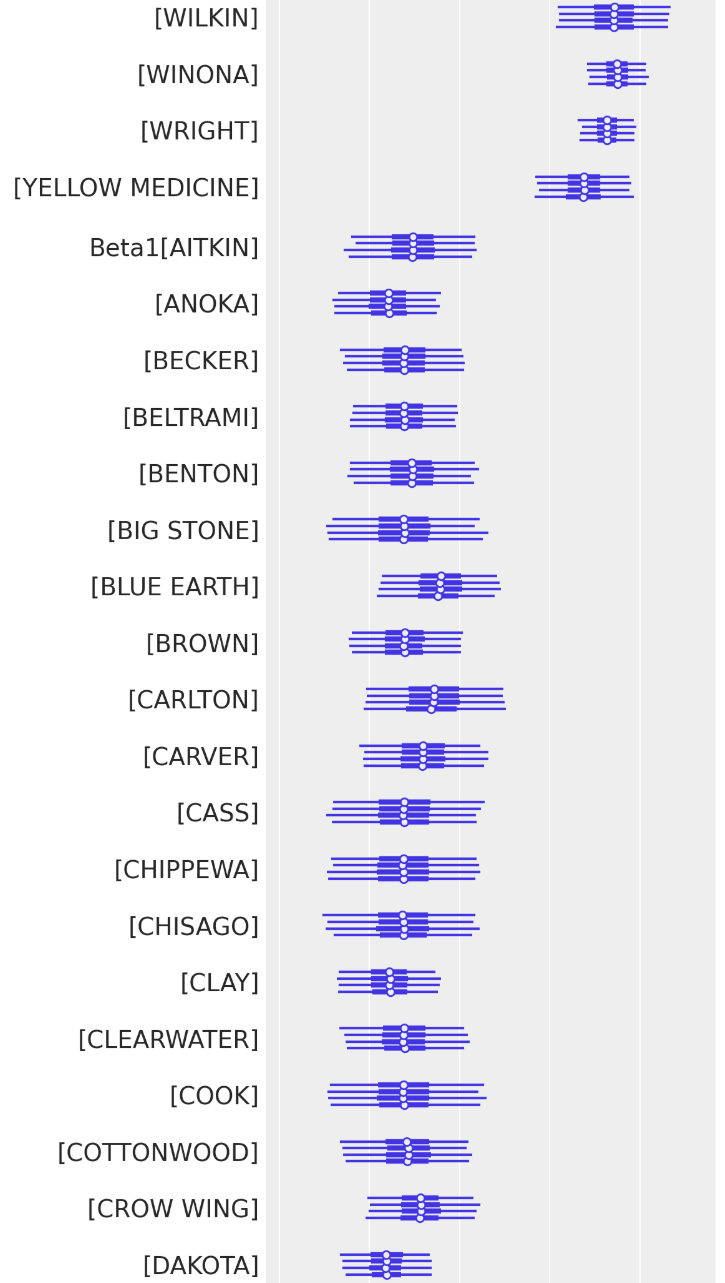 [WILKIN]
[WINONA]
[WRIGHT]
[YELLOW MEDICINE]
Beta1[AITKIN]
[ANOKA]
[BECKER]
[BELTRAMI]
[BENTON]
[BIG STONE]
[BLUE EARTH]
[BROWN]
[CARLTON]
[CARVER]
[CASS]
[CHIPPEWA]
[CHISAGO]
[CLAY]
[CLEARWATER]
[COOK]
[COTTONWOOD]
[CROW WING]
[DAKOTA]